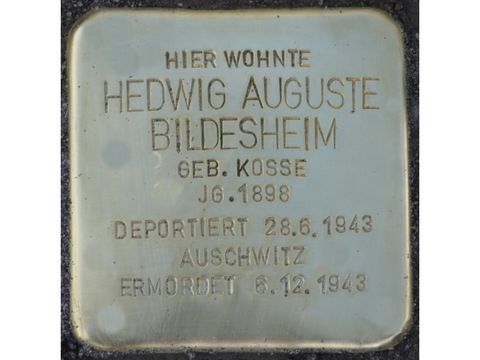 HIER WOHNTE
HEDWIG AUGUSTE
BILDESHEIM
GEB. KOSSE
JG. 1898
DEPORTIERT 28.6.1943
AUSCHWITZ
ERMORDET 6.12.1943